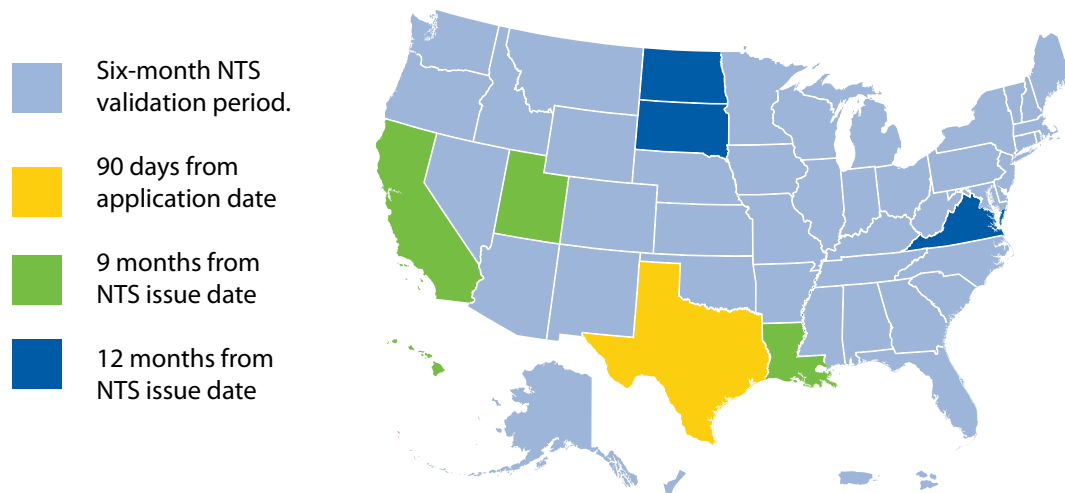 Six-month NTS
validation period.
90 days from
application date
9 months from
NTS issue date
12 months from
NTS issue date